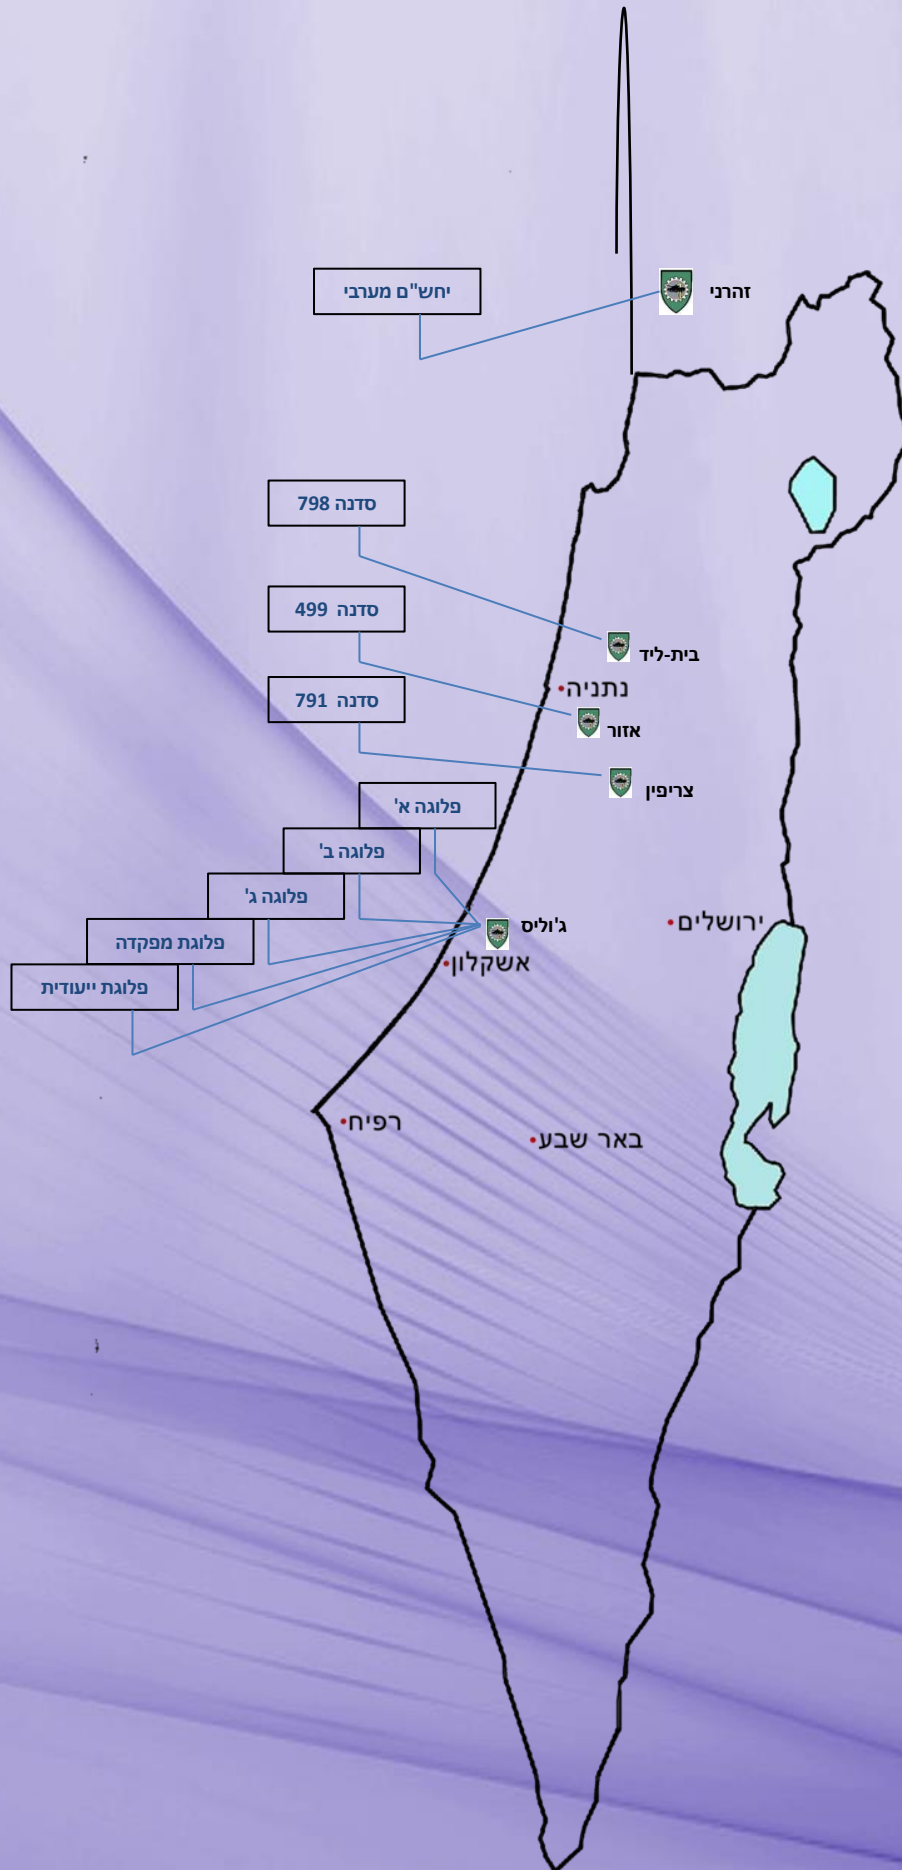 זהרני
יחש"ם מערבי
סדנה 798
בית-ליד
סדנה 499
נתניה
סדנה 791
אזור
צריפין
פלוגה א'
פלוגה ב'
פלוגה ג'
ג'וליס
ירושלים
פלוגת מפקדה
אשקלון
פלוגת ייעודית
רפיח
באר שבע